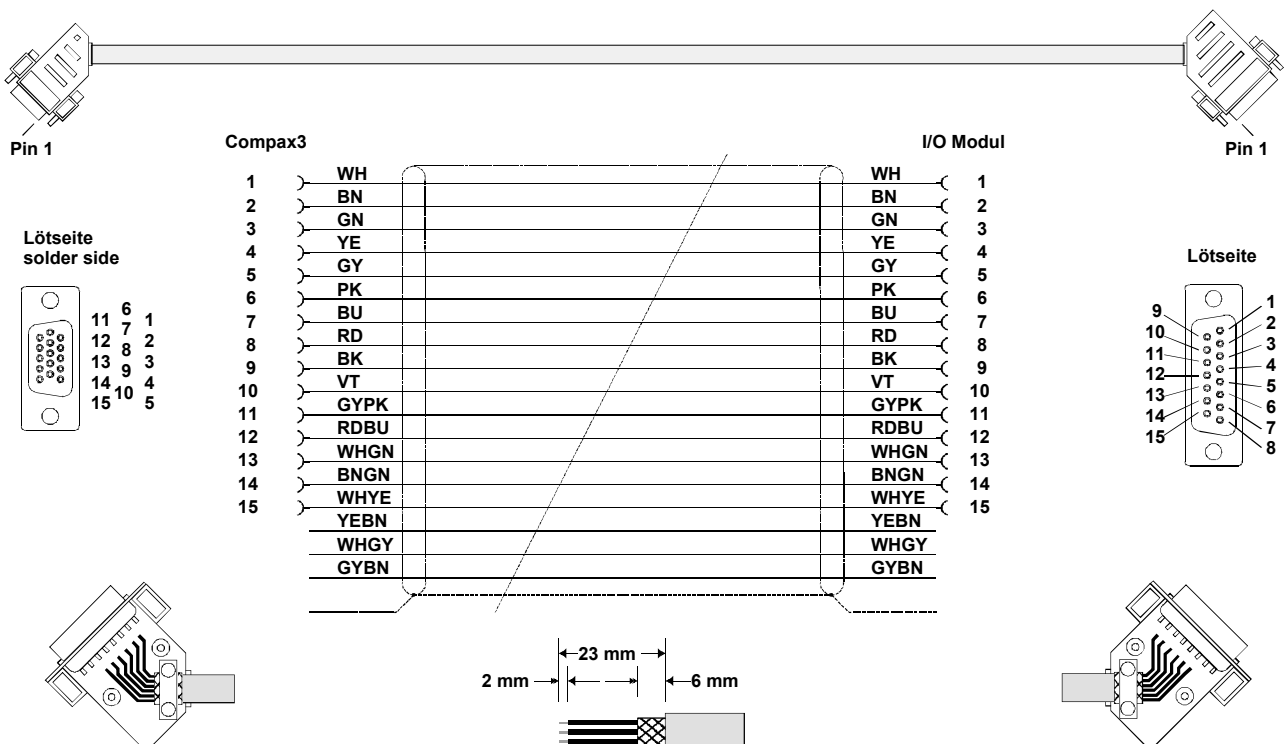 Pin 1
Pin 1
Compax3
I/O Modul
1 WH WH 1
2 BN BN 2
3 GN GN 3
4 YE YE 4
5 GY GY 5
6 PK PK 6
7 BU BU 7
8 RD RD 8
9 BK BK 9
10 VT VT 10
11 GYPK GYPK 11
12 RDBU RDBU 12
13 WHGN WHGN 13
14 BNGN BNGN 14
15 WHYE WHYE 15
YEBN YEBN
WHGY WHGY
GYBN GYBN
Lötseite
solder side
11 6 1
12 7 2
13 8 3
14 9 4
15 10 5
Lötseite
9 1
10 2
11 3
12 4
13 5
14 6
15 7
8
23 mm
2 mm 6 mm